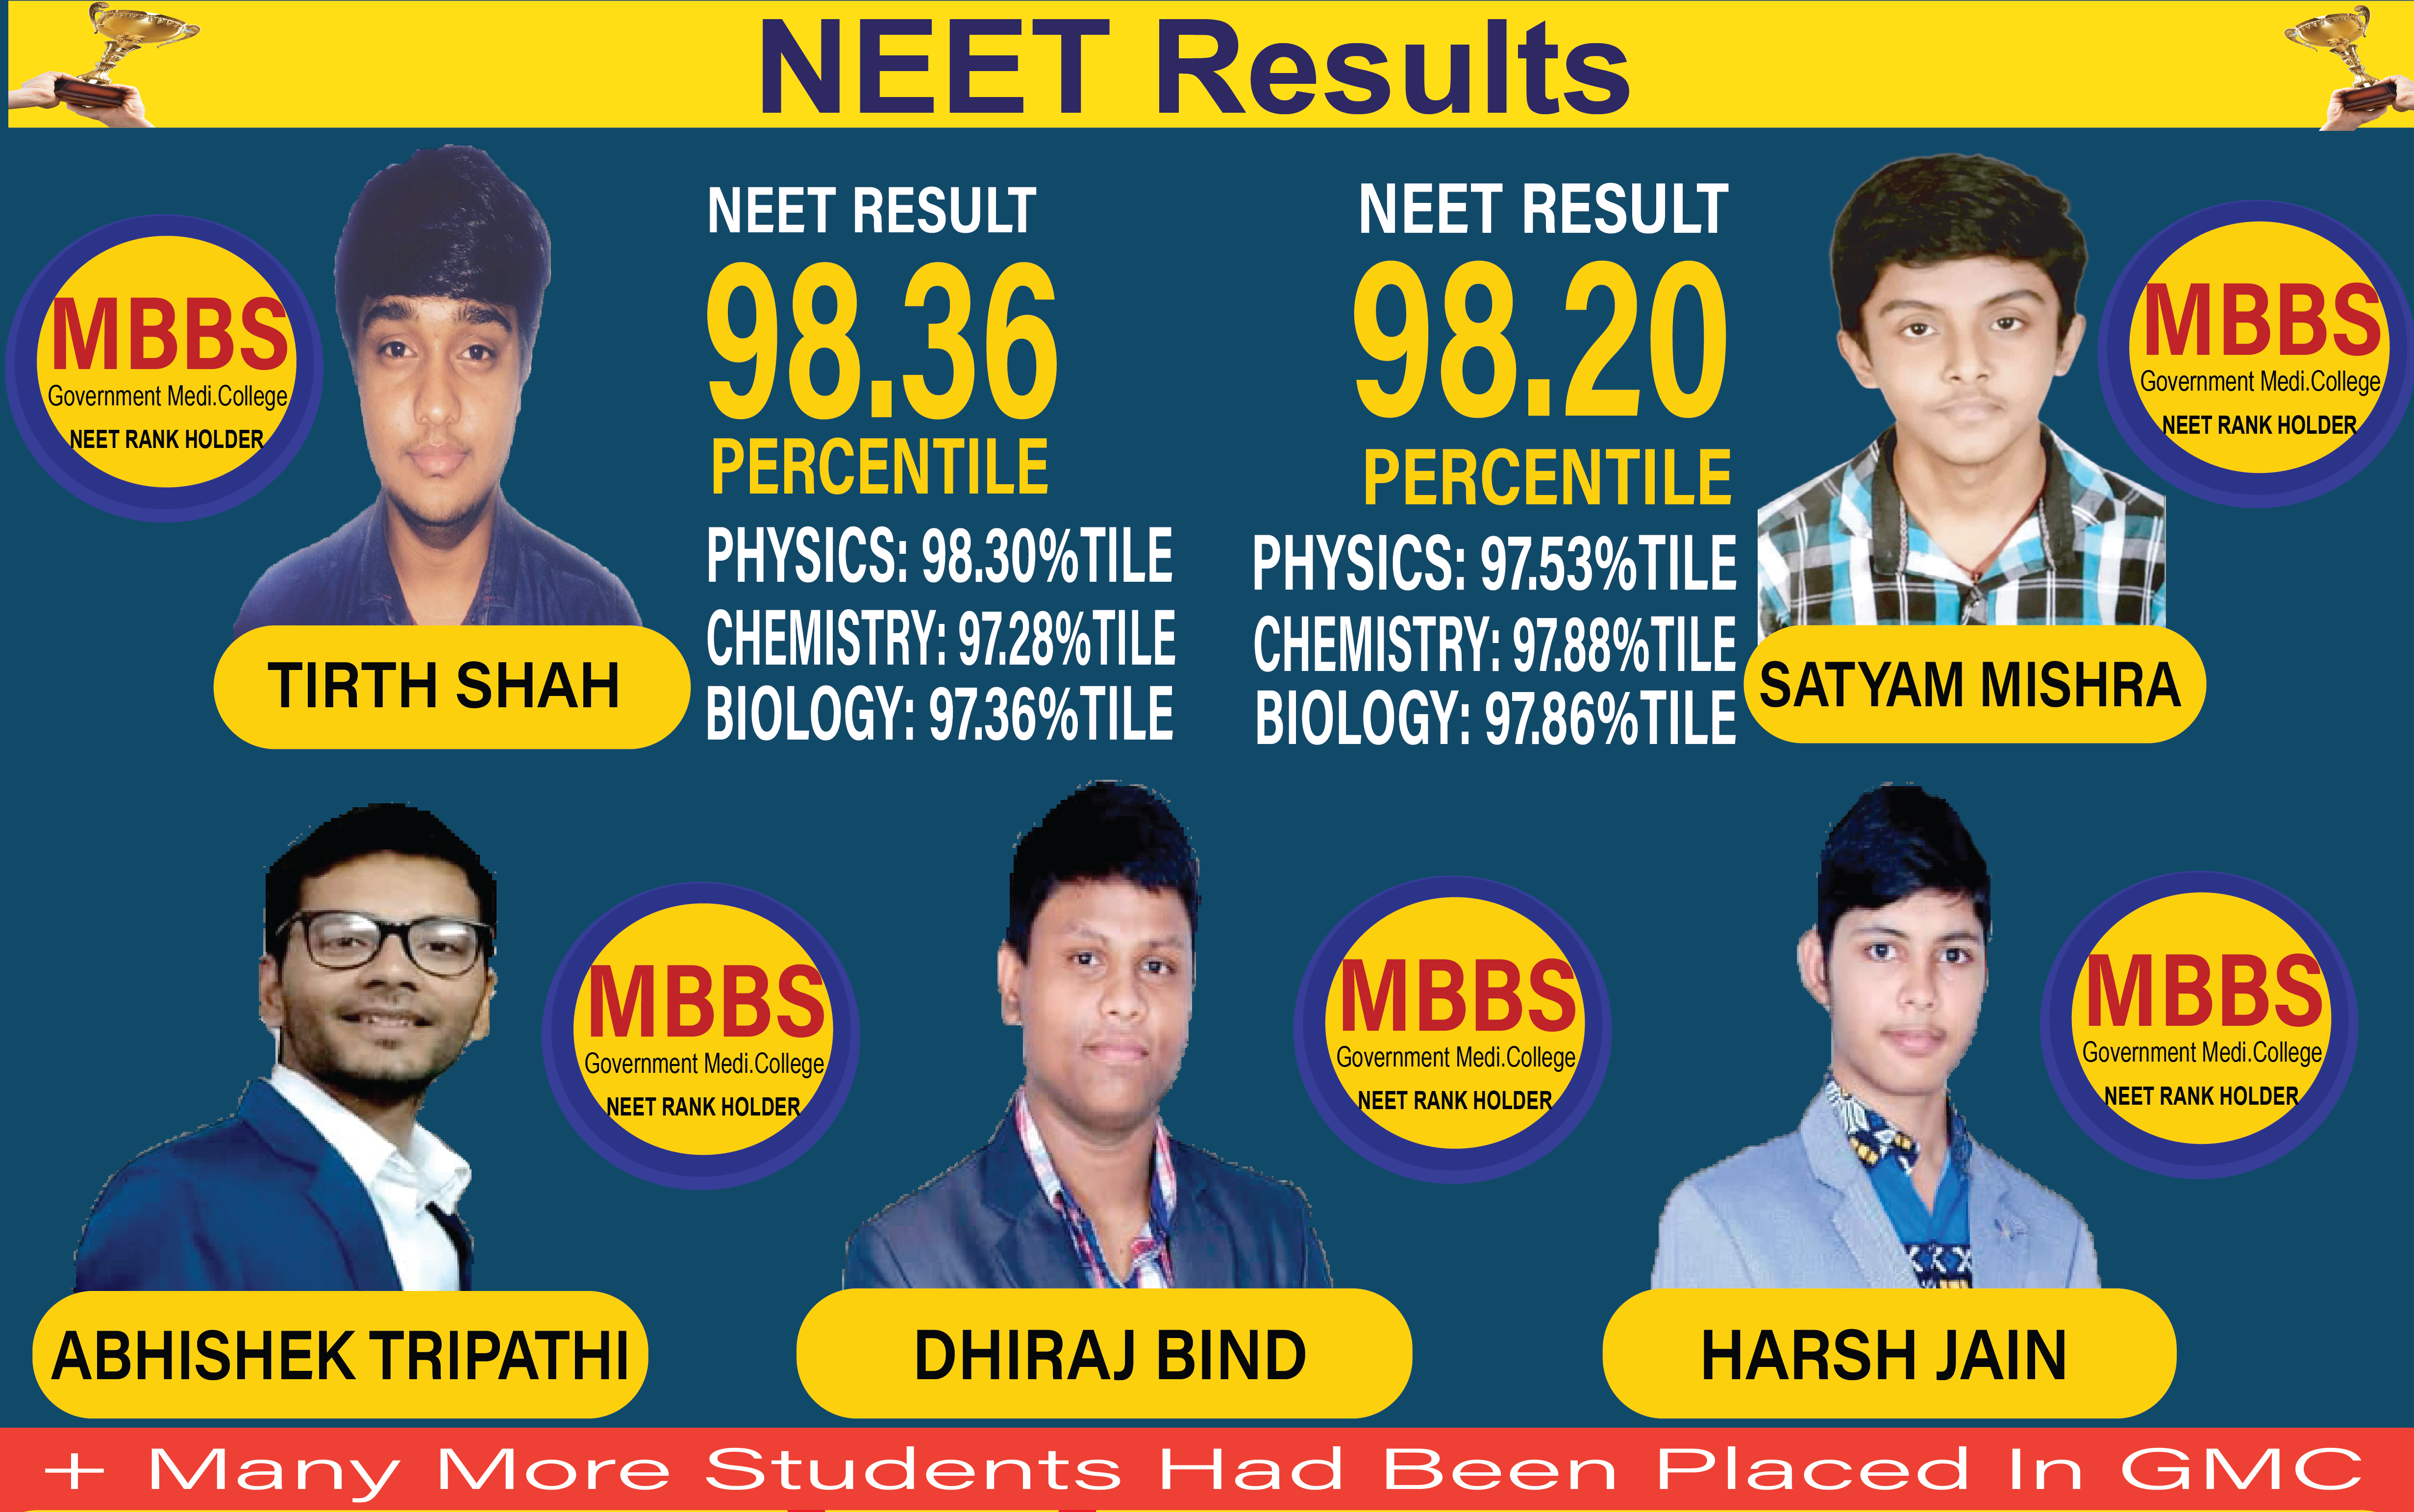 NEET Results
MBBS
Government Medi.College
NEET RANK HOLDER
TIRTH SHAH
NEET RESULT
98.36
PERCENTILE
PHYSICS: 98.30%TILE
CHEMISTRY: 97.28%TILE
BIOLOGY: 97.36%TILE
NEET RESULT
98.20
PERCENTILE
PHYSICS: 97.53%TILE
CHEMISTRY: 97.88%TILE
BIOLOGY: 97.86%TILE
SATYAM MISHRA
MBBS
Government Medi.College
NEET RANK HOLDER
MBBS
Government Medi.College
NEET RANK HOLDER
ABHISHEK TRIPATHI
MBBS
Government Medi.College
NEET RANK HOLDER
DHIRAJ BIND
MBBS
Government Medi.College
NEET RANK HOLDER
HARSH JAIN
+ Many More Students Had Been Placed In GMC